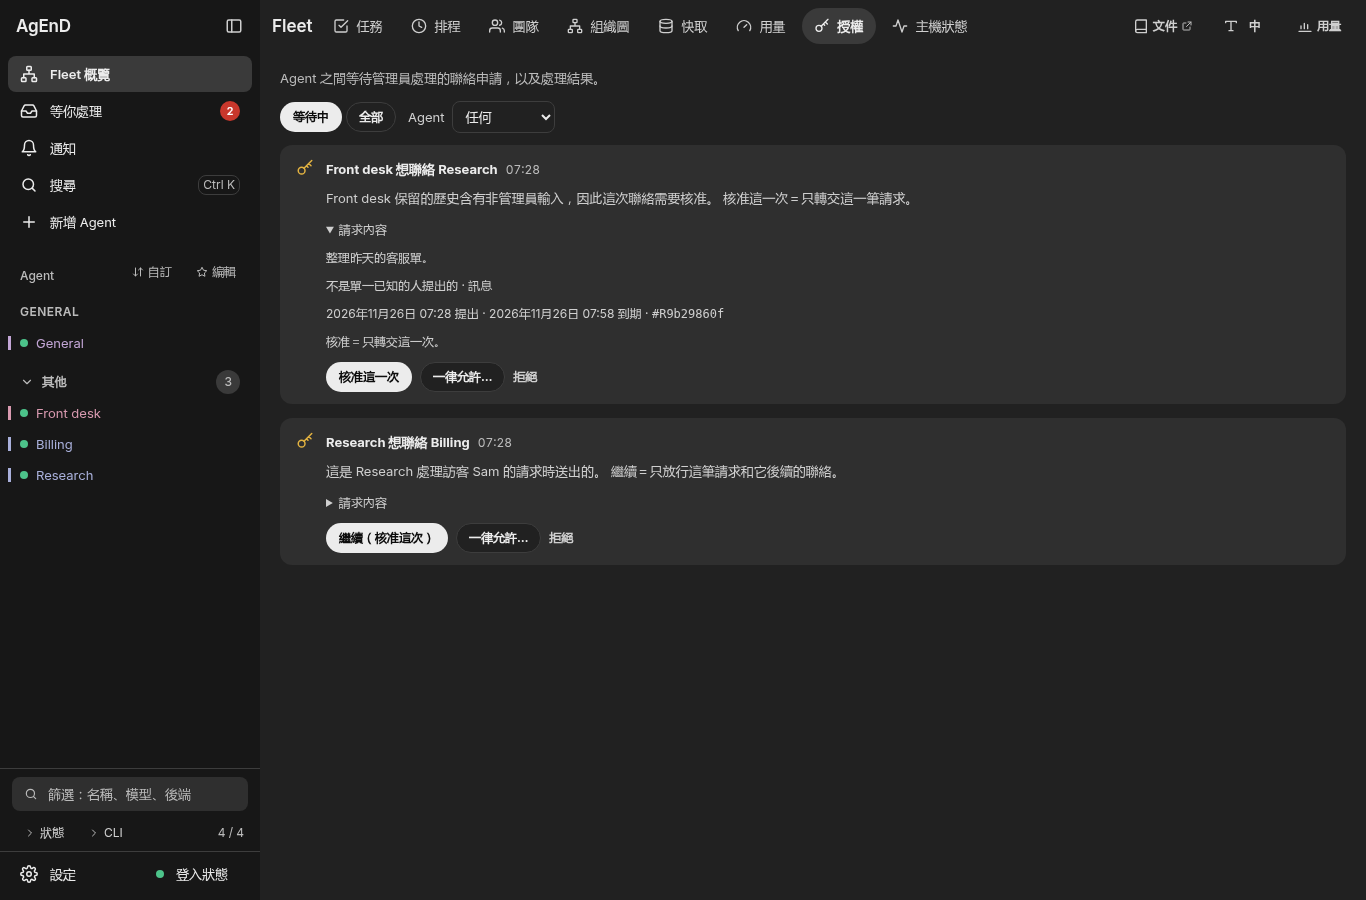 AgEnD
Fleet 概覽
等你處理 2
通知
搜尋 Ctrl K
新增 Agent
Agent 自訂 編輯
GENERAL
General
其他 3
Front desk
Billing
Research
篩選：名稱、模型、後端
狀態 CLI 4 / 4
設定 登入狀態
Fleet 任務 排程 團隊 組織圖 快取 用量 授權 主機狀態 文件 中 用量
Agent 之間等待管理員處理的聯絡申請，以及處理結果。
等待中 全部 Agent 任何
Front desk 想聯絡 Research 07:28
Front desk 保留的歷史含有非管理員輸入，因此這次聯絡需要核准。 核准這一次 = 只轉交這一筆請求。
▼ 請求內容
整理昨天的客服單。
不是單一已知的人提出的 · 訊息
2026年11月26日 07:28 提出 · 2026年11月26日 07:58 到期 · #R9b29860f
核准 = 只轉交這一次。
核准這一次 一律允許… 拒絕
Research 想聯絡 Billing 07:28
這是 Research 處理訪客 Sam 的請求時送出的。 繼續 = 只放行這筆請求和它後續的聯絡。
▶ 請求內容
繼續（核准這次） 一律允許… 拒絕